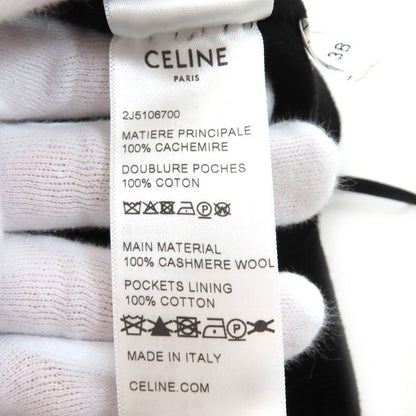 CELINE
PARIS
38
2J5106700
MATIERE PRINCIPALE
100% CACHEMIRE
DOUBLURE POCHES
100% COTON
MAIN MATERIAL
100% CASHMERE WOOL
POCKETS LINING
100% COTTON
MADE IN ITALY
CELINE.COM